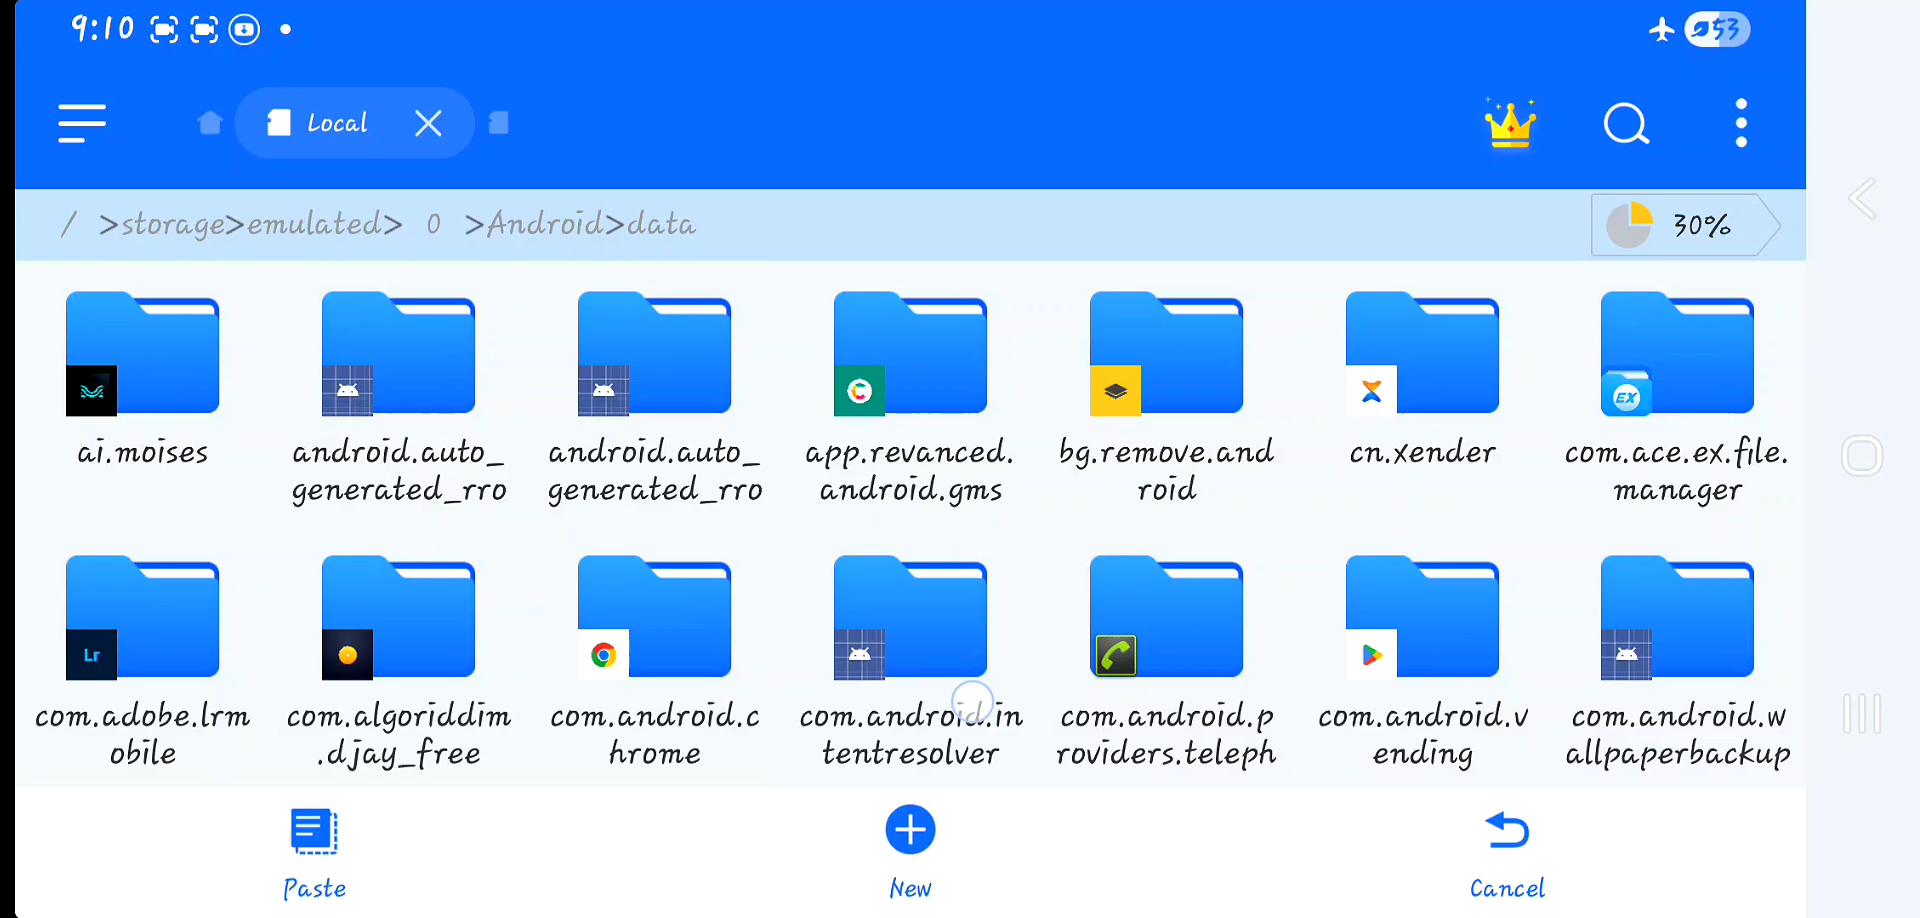 9:10
53
Local
/ >storage>emulated> 0 >Android>data
30%
ai.moises
android.auto_
generated_rro
android.auto_
generated_rro
app.revanced.
android.gms
bg.remove.and
roid
cn.xender
EX
com.ace.ex.file.
manager
Lr
com.adobe.lrm
obile
com.algoriddim
.djay_free
com.android.c
hrome
com.android.in
tentresolver
com.android.p
roviders.teleph
com.android.v
ending
com.android.w
allpaperbackup
Paste
New
Cancel